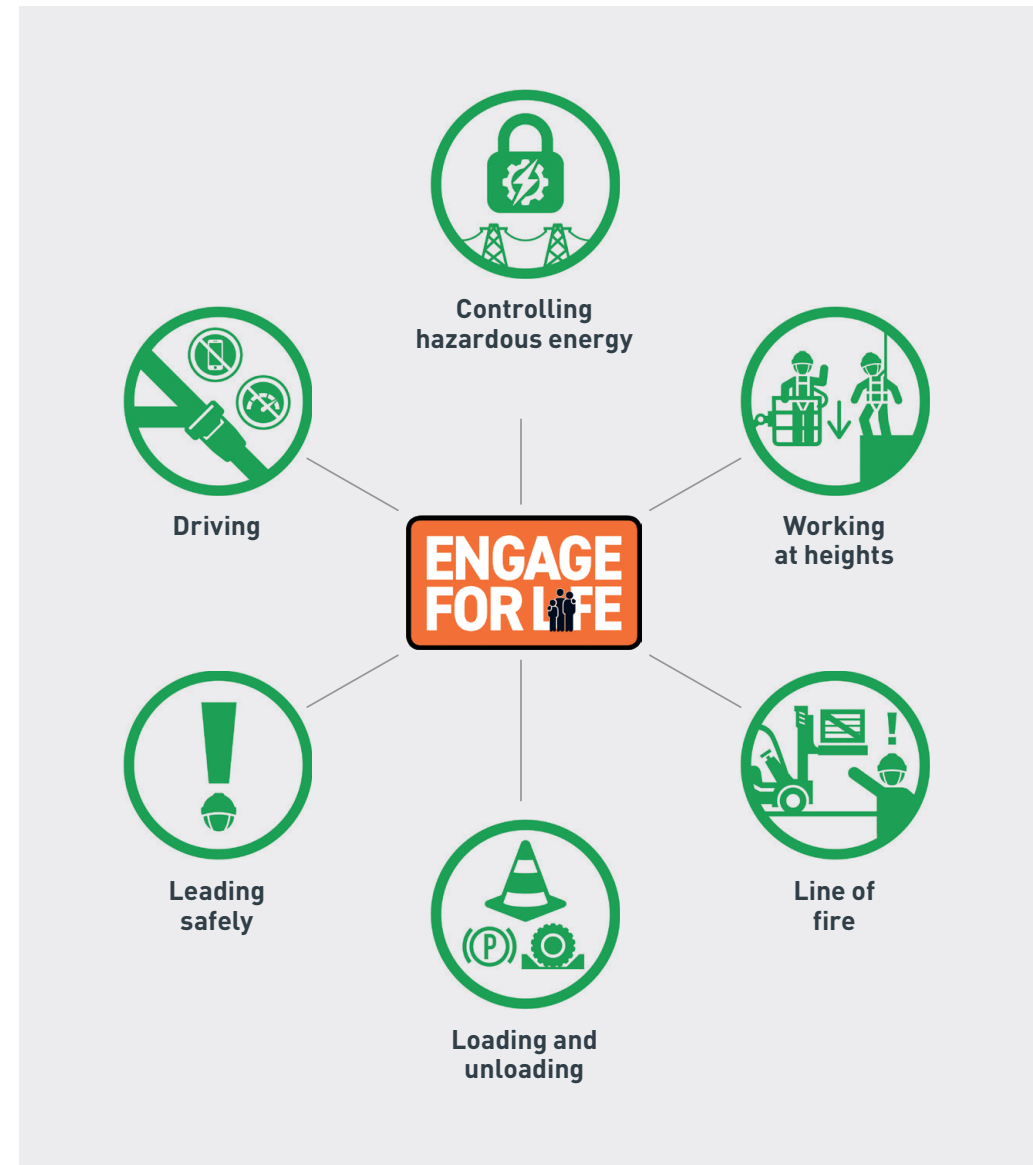 Controlling
hazardous energy
Driving
Working
at heights
ENGAGE
FOR LIFE
Leading
safely
Line of
fire
P
Loading and
unloading